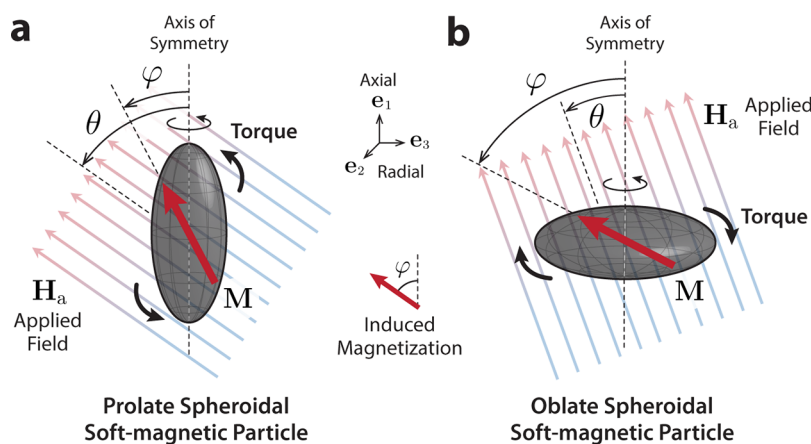 a
Axis of
Symmetry
φ
θ
Torque
H_a
Applied
Field
M
Prolate Spheroidal
Soft-magnetic Particle
Axial
e_1
e_3
e_2
Radial
φ
Induced
Magnetization
b
Axis of
Symmetry
φ
θ
H_a
Applied
Field
Torque
M
Oblate Spheroidal
Soft-magnetic Particle